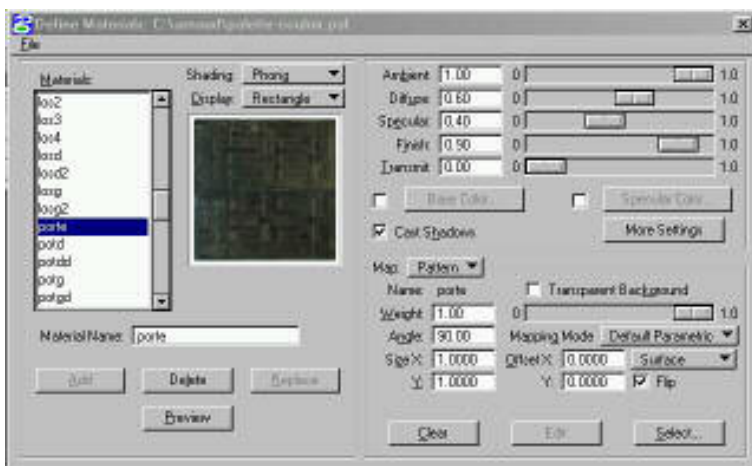 Define Materials:
File
Materials:
los2
los3
los4
losd
losd2
losg
losg2
porte
potd
potdd
potg
potgd
Material Name: porte
Add Delete Replace
Preview
Shading: Phong
Display: Rectangle
Ambient: 1.00 0 1.0
Diffuse: 0.60 0 1.0
Specular: 0.40 0 1.0
Finish: 0.90 0 1.0
Transmit: 0.00 0 1.0
Base Color... Specular Color...
Cast Shadows More Settings
Map: Pattern
Name: porte Transparent Background
Weight: 1.00 0 1.0
Angle: 90.00 Mapping Mode Default Parametric
Size X: 1.0000 Offset X: 0.0000 Surface
Y: 1.0000 Y: 0.0000 Flip
Clear Edit Select...